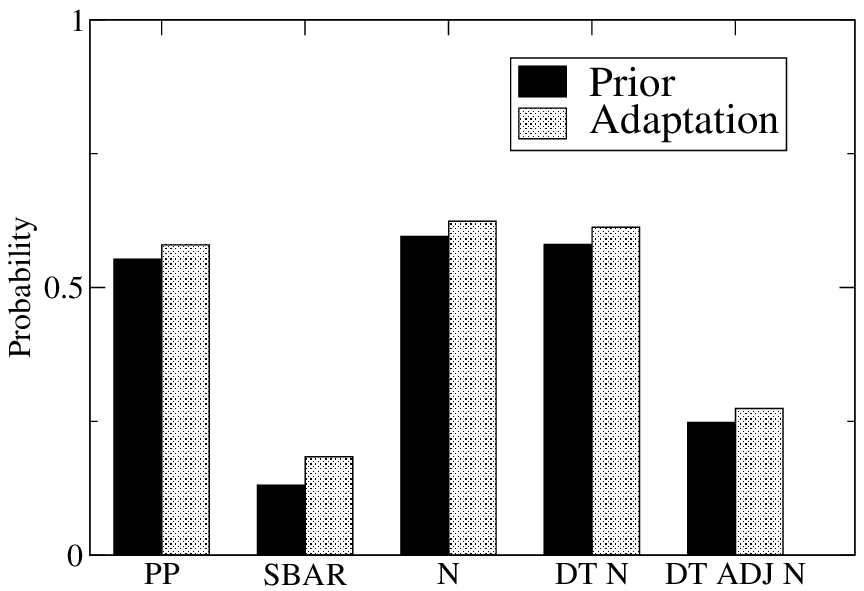 1
Prior
Adaptation
Probability
0.5
0
PP SBAR N DT N DT ADJ N